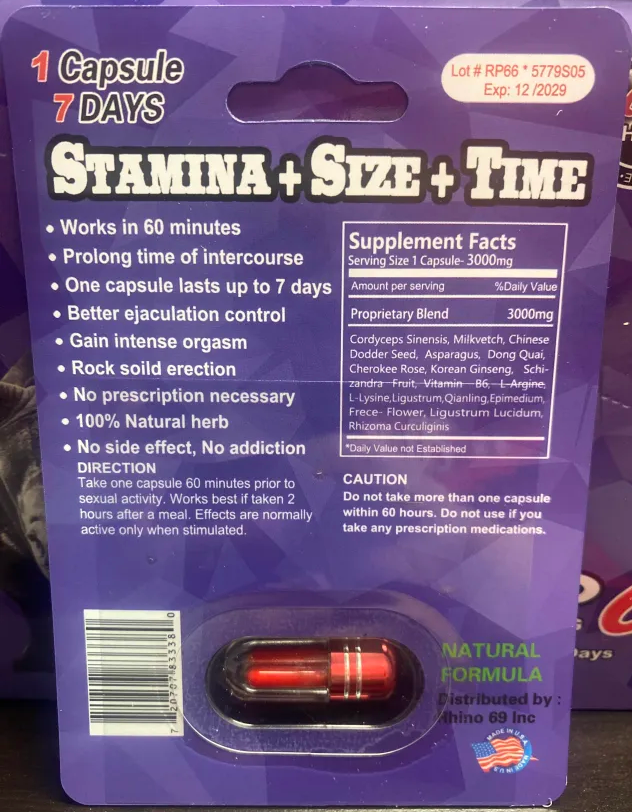 1 Capsule
7 DAYS
Lot # RP66 * 5779S05
Exp: 12 /2029
STAMINA + SIZE + TIME
• Works in 60 minutes
• Prolong time of intercourse
• One capsule lasts up to 7 days
• Better ejaculation control
• Gain intense orgasm
• Rock soild erection
• No prescription necessary
• 100% Natural herb
• No side effect, No addiction
DIRECTION
Take one capsule 60 minutes prior to
sexual activity. Works best if taken 2
hours after a meal. Effects are normally
active only when stimulated.
Supplement Facts
Serving Size 1 Capsule- 3000mg
Amount per serving %Daily Value
Proprietary Blend 3000mg
Cordyceps Sinensis, Milkvetch, Chinese
Dodder Seed, Asparagus, Dong Quai,
Cherokee Rose, Korean Ginseng, Schi-
zandra Fruit, Vitamin B6, L-Argine,
L-Lysine,Ligustrum,Qianling,Epimedium,
Frece- Flower, Ligustrum Lucidum,
Rhizoma Curculiginis
*Daily Value not Established
CAUTION
Do not take more than one capsule
within 60 hours. Do not use if you
take any prescription medications.
7 20707 83338 0
NATURAL
FORMULA
Distributed by :
Rhino 69 Inc
MADE IN U.S.A.
MADE IN U.S.A.
ays